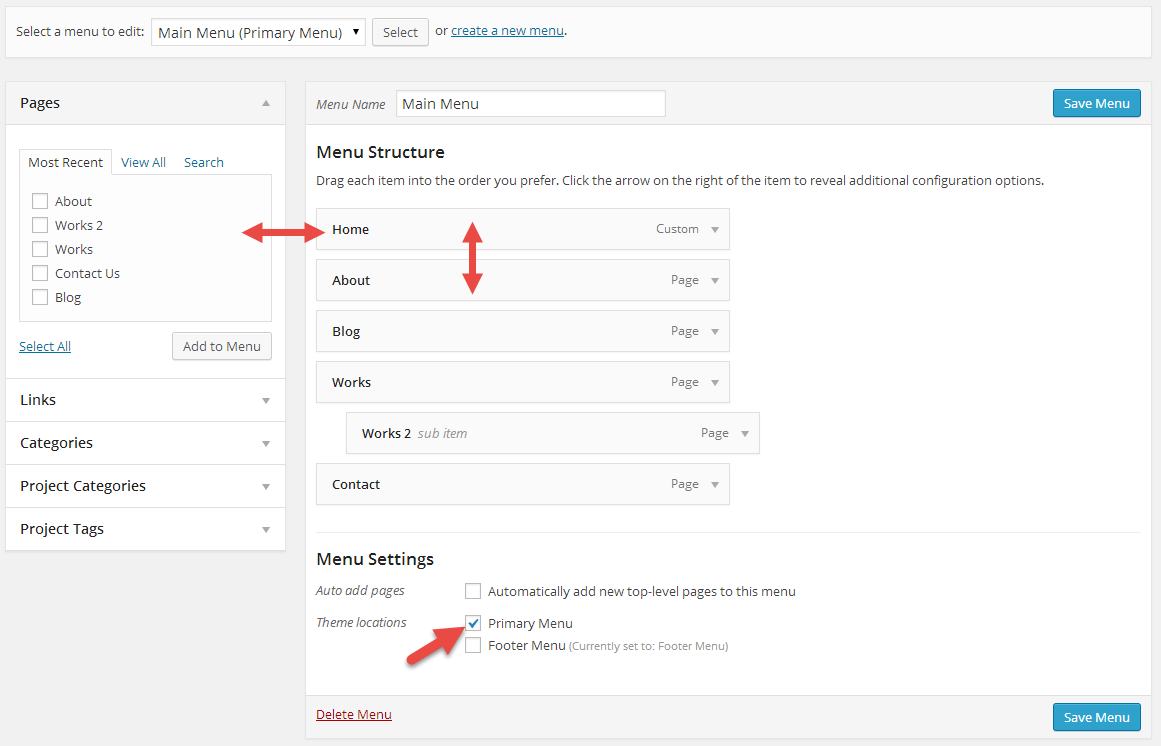 Select a menu to edit: Main Menu (Primary Menu) Select or create a new menu.
Pages
Most Recent View All Search
About
Works 2
Works
Contact Us
Blog
Select All Add to Menu
Links
Categories
Project Categories
Project Tags
Menu Name Main Menu Save Menu
Menu Structure
Drag each item into the order you prefer. Click the arrow on the right of the item to reveal additional configuration options.
Home Custom
About Page
Blog Page
Works Page
Works 2 sub item Page
Contact Page
Menu Settings
Auto add pages Automatically add new top-level pages to this menu
Theme locations Primary Menu
Footer Menu (Currently set to: Footer Menu)
Delete Menu Save Menu